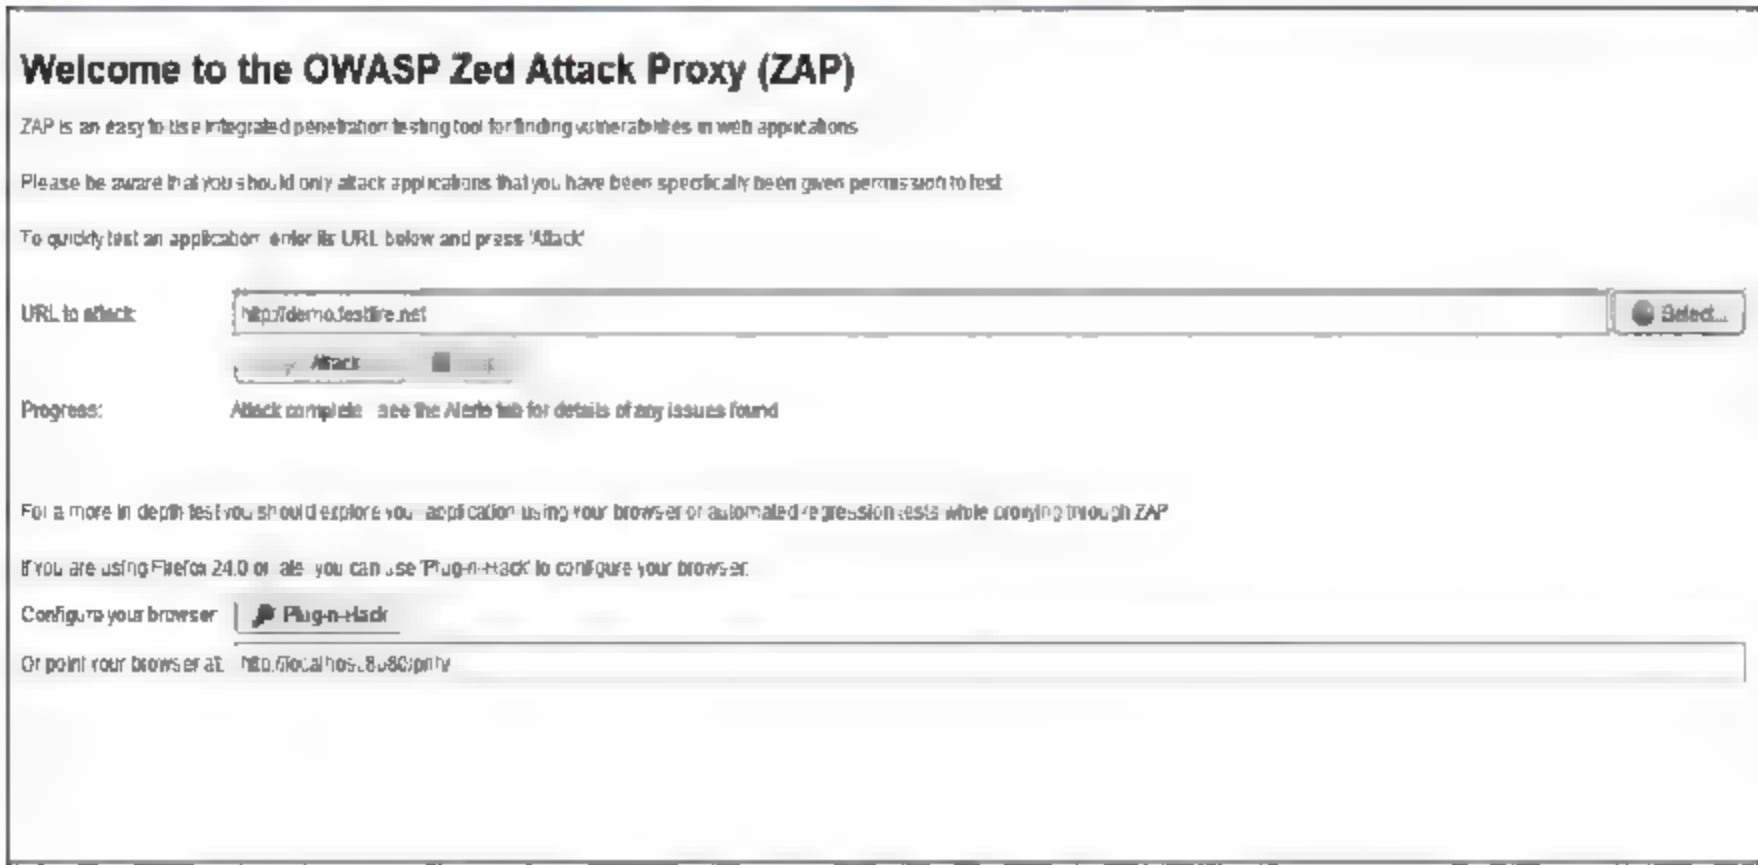 Welcome to the OWASP Zed Attack Proxy (ZAP)
ZAP is an easy to use integrated penetration testing tool for finding vulnerabilities in web applications
Please be aware that you should only attack applications that you have been specifically been given permission to test
To quickly test an application, enter its URL below and press 'Attack'
URL to attack: http://demo.testfire.net Select...
Attack
Progress: Attack complete see the Alerts tab for details of any issues found
For a more in depth test you should explore your application using your browser or automated regression tests while proxying through ZAP
If you are using Firefox 24.0 or later you can use 'Plug-n-Hack' to configure your browser:
Configure your browser Plug-n-Hack
Or point your browser at: http://localhost:8080/pnh/